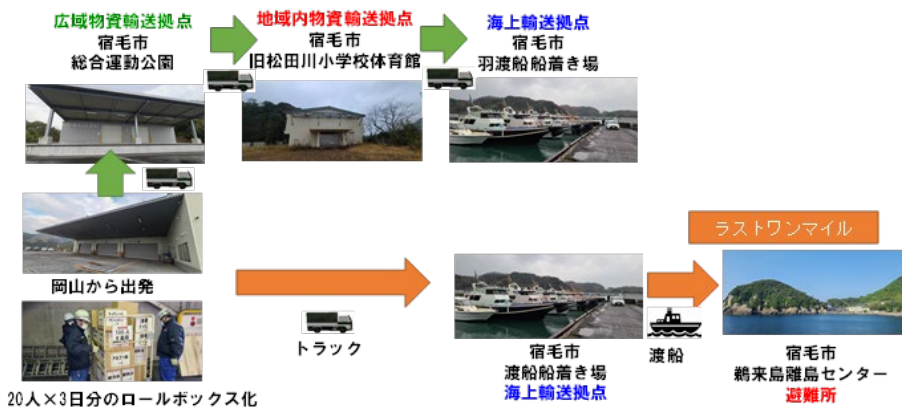 広域物資輸送拠点
宿毛市
総合運動公園
地域内物資輸送拠点
宿毛市
旧松田川小学校体育館
海上輸送拠点
宿毛市
羽渡船船着き場
岡山から出発
20人×3日分のロールボックス化
トラック
宿毛市
渡船船着き場
海上輸送拠点
渡船
ラストワンマイル
宿毛市
鵜来島離島センター
避難所